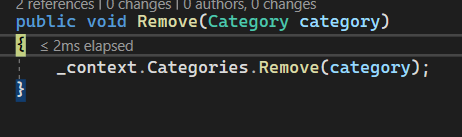 2 references | 0 changes | 0 authors, 0 changes
public void Remove(Category category)
{ ≤ 2ms elapsed
_context.Categories.Remove(category);
}